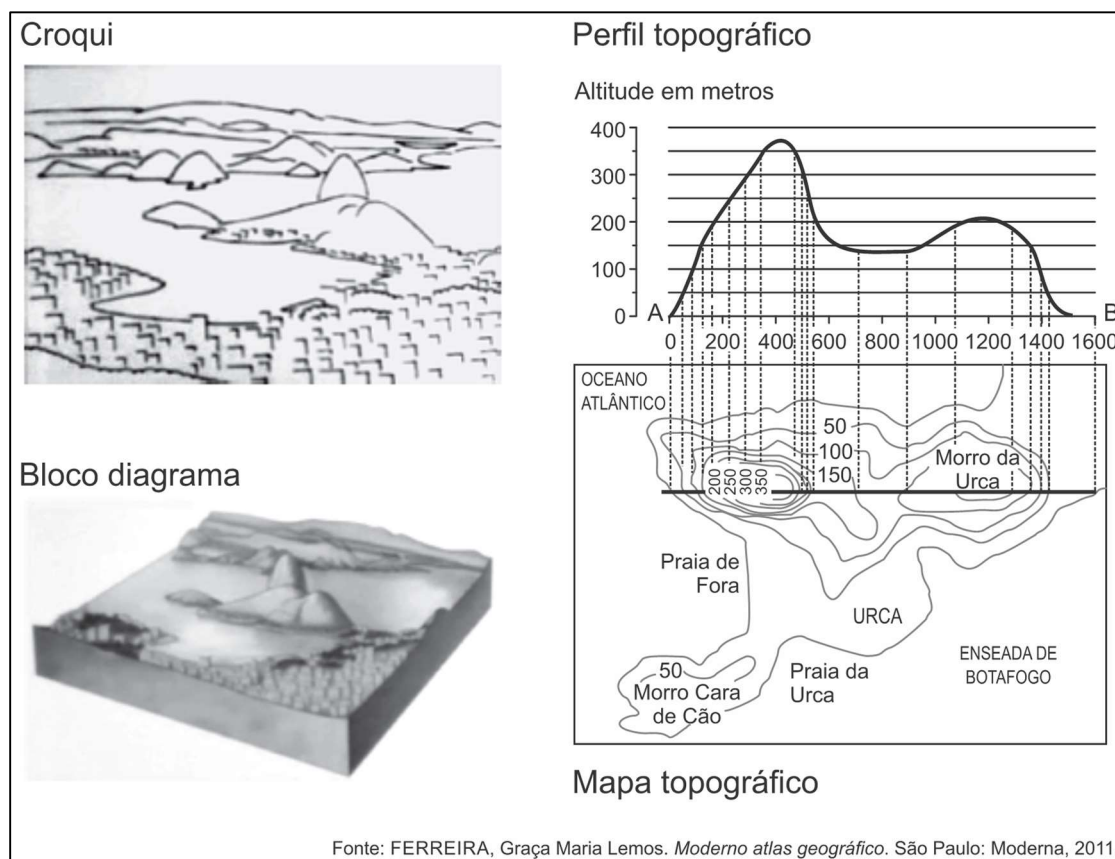 Croqui
Perfil topográfico
Altitude em metros
400
300
200
100
0
A
B
0 200 400 600 800 1000 1200 1400 1600
OCEANO
ATLÂNTICO
50
100
150
200
250
300
350
Morro da
Urca
Praia de
Fora
URCA
ENSEADA DE
BOTAFOGO
50
Morro Cara
de Cão
Praia da
Urca
Bloco diagrama
Mapa topográfico
Fonte: FERREIRA, Graça Maria Lemos. Moderno atlas geográfico. São Paulo: Moderna, 2011